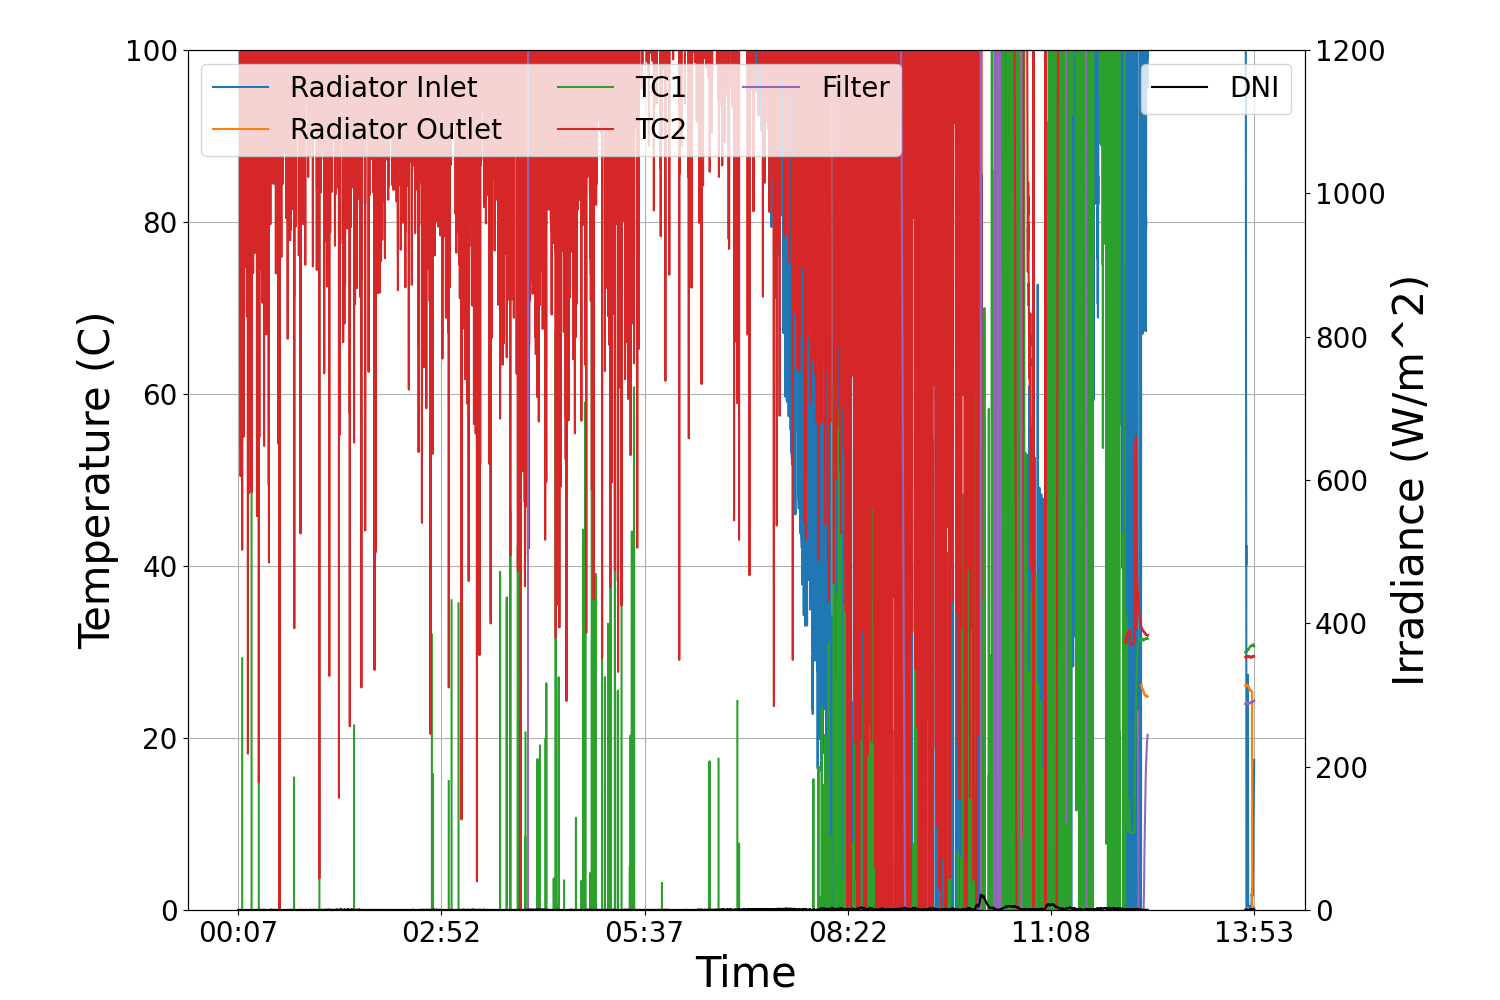 100
80
60
40
20
0
Temperature (C)
Radiator Inlet
Radiator Outlet
TC1
TC2
Filter
DNI
1200
1000
800
600
400
200
0
Irradiance (W/m^2)
00:07 02:52 05:37 08:22 11:08 13:53
Time